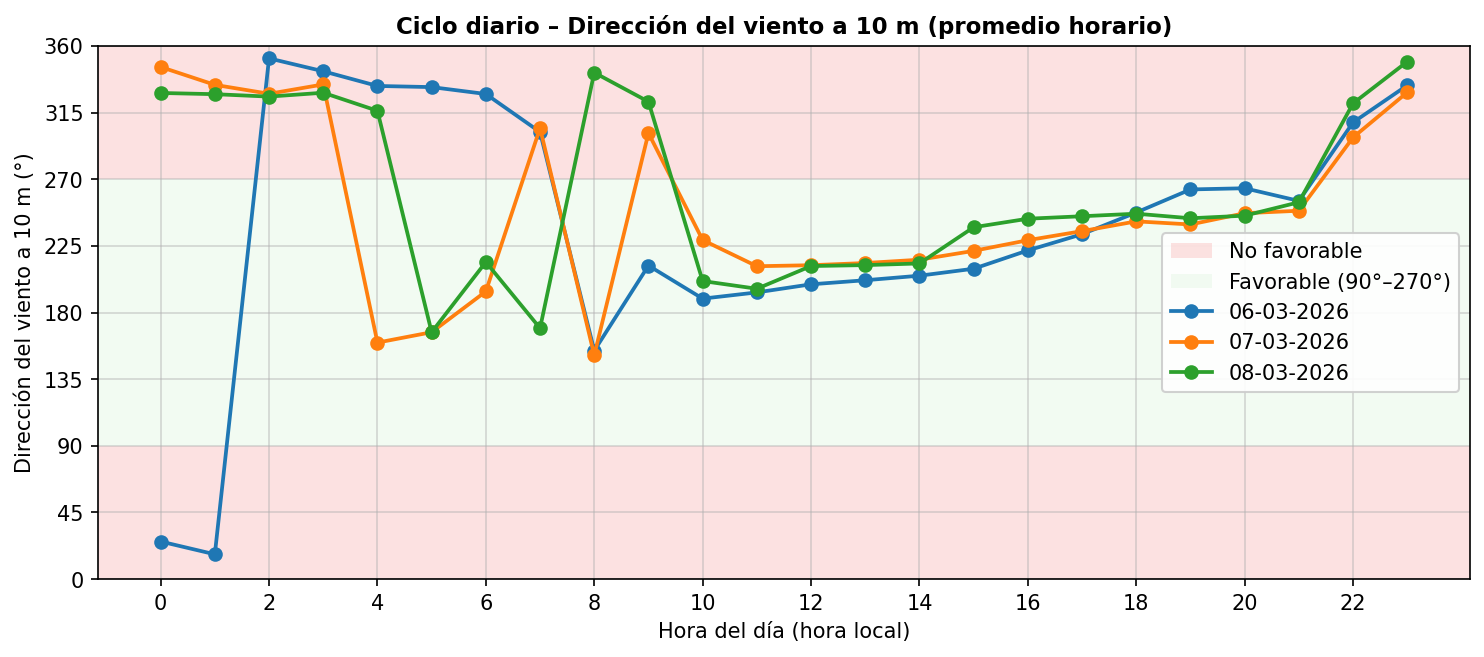 Ciclo diario – Dirección del viento a 10 m (promedio horario)
Dirección del viento a 10 m (°)
360
315
270
225
180
135
90
45
0
No favorable
Favorable (90°–270°)
06-03-2026
07-03-2026
08-03-2026
0 2 4 6 8 10 12 14 16 18 20 22
Hora del día (hora local)